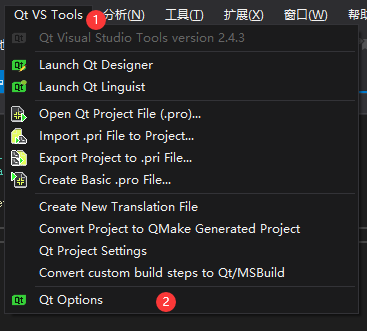 Qt VS Tools 1 分析(N) 工具(T) 扩展(X) 窗口(W) 帮助
Qt Visual Studio Tools version 2.4.3
Launch Qt Designer
Launch Qt Linguist
Open Qt Project File (.pro)...
Import .pri File to Project...
Export Project to .pri File...
Create Basic .pro File...
Create New Translation File
Convert Project to QMake Generated Project
Qt Project Settings
Convert custom build steps to Qt/MSBuild
Qt Options 2